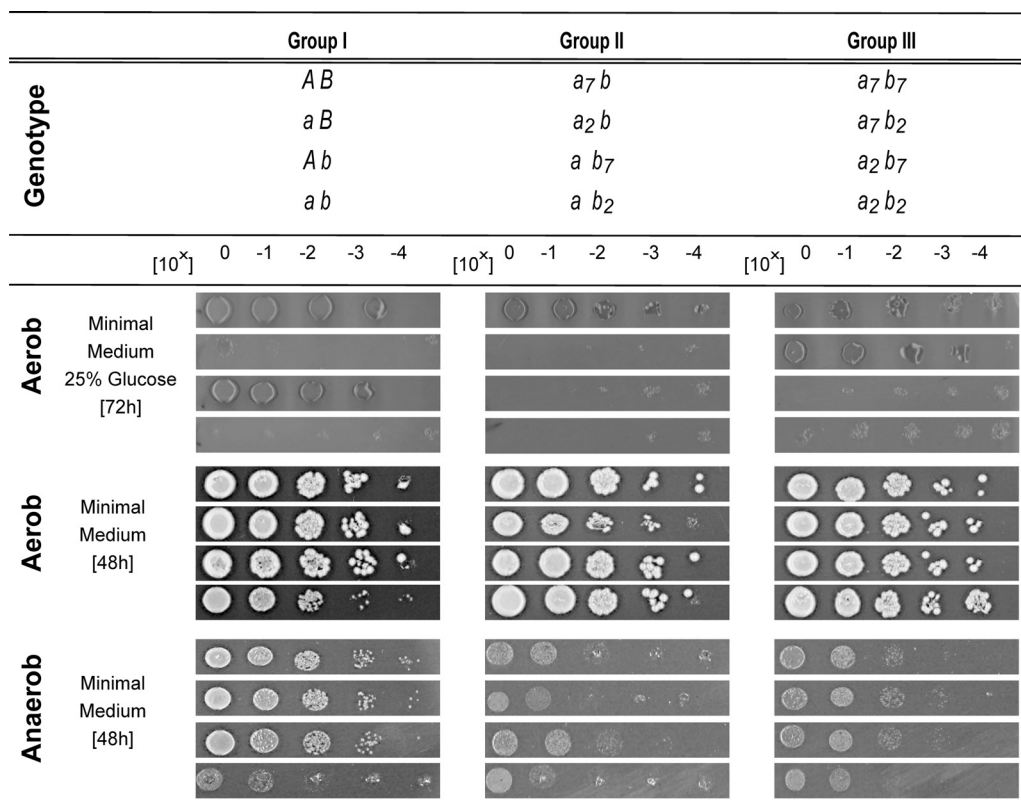 Group I Group II Group III
Genotype
A B a7 b a7 b7
a B a2 b a7 b2
A b a b7 a2 b7
a b a b2 a2 b2
[10x] 0 -1 -2 -3 -4 [10x] 0 -1 -2 -3 -4 [10x] 0 -1 -2 -3 -4
Aerob
Minimal
Medium
25% Glucose
[72h]
Aerob
Minimal
Medium
[48h]
Anaerob
Minimal
Medium
[48h]